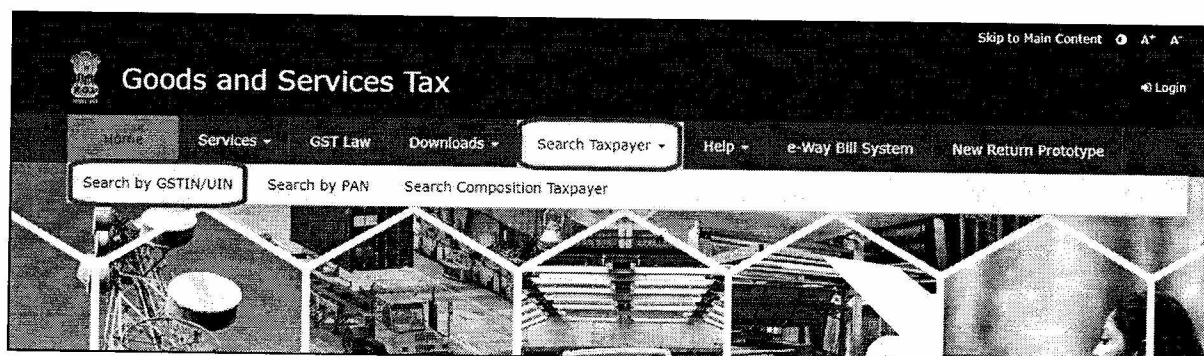 Skip to Main Content A⁺ A⁻
Goods and Services Tax
Login
Home Services GST Law Downloads Search Taxpayer Help e-Way Bill System New Return Prototype
Search by GSTIN/UIN Search by PAN Search Composition Taxpayer